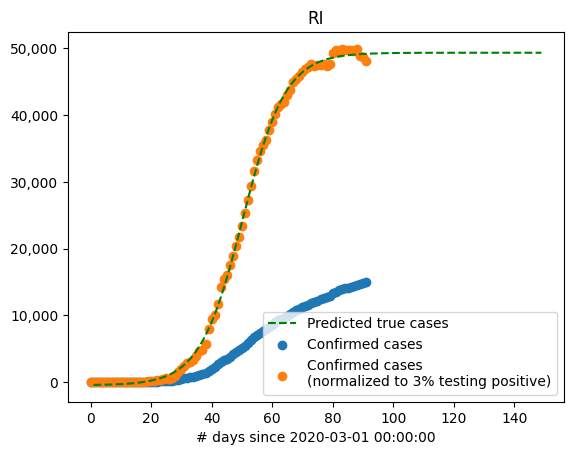 RI
50,000
40,000
30,000
20,000
10,000
0
Predicted true cases
Confirmed cases
Confirmed cases
(normalized to 3% testing positive)
0 20 40 60 80 100 120 140
# days since 2020-03-01 00:00:00